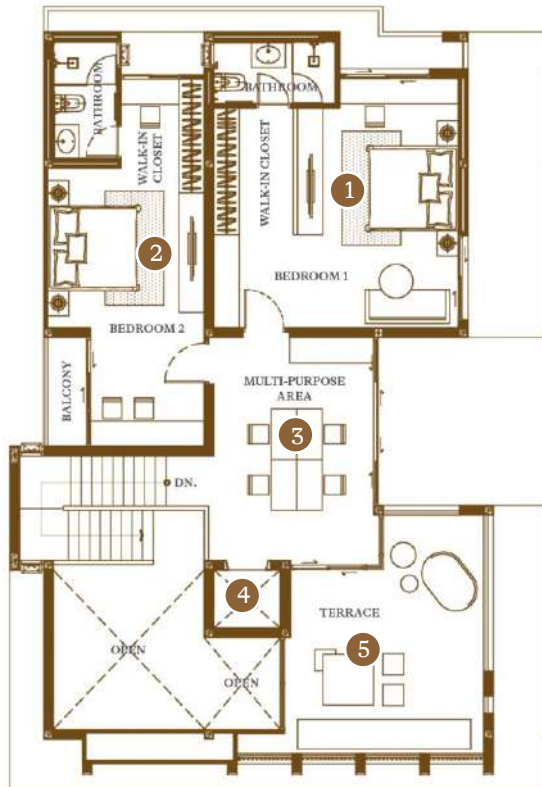 BATHROOM
BATHROOM
WALK-IN
CLOSET
WALK-IN CLOSET
1
2
BEDROOM 1
BEDROOM 2
BALCONY
MULTI-PURPOSE
AREA
3
DN.
4
TERRACE
OPEN
5
OPEN